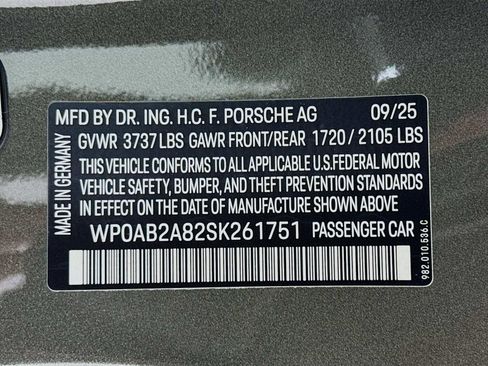 MFD BY DR. ING. H.C. F. PORSCHE AG 09/25
GVWR 3737 LBS GAWR FRONT/REAR 1720 / 2105 LBS
THIS VEHICLE CONFORMS TO ALL APPLICABLE U.S.FEDERAL MOTOR
VEHICLE SAFETY, BUMPER, AND THEFT PREVENTION STANDARDS
IN EFFECT ON THE DATE OF MANUFACTURE SHOWN ABOVE.
WP0AB2A82SK261751 PASSENGER CAR
MADE IN GERMANY
982.010.536.C